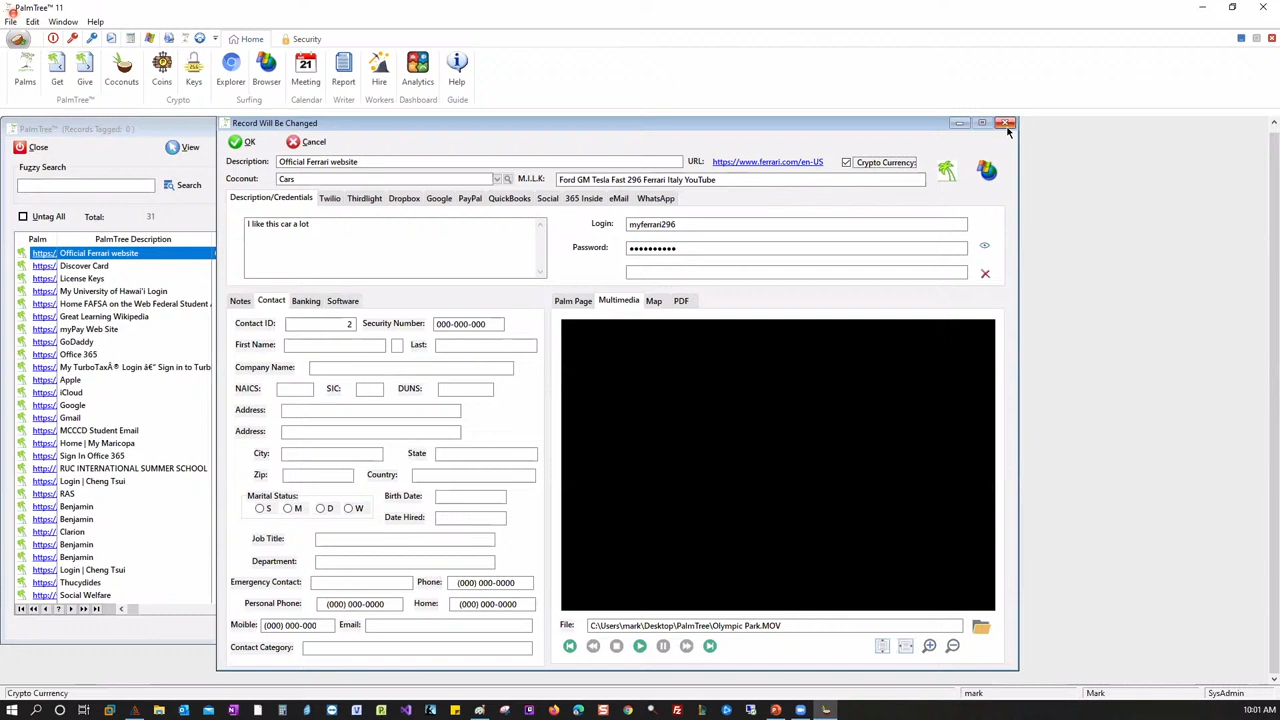 PalmTree™ 11
File Edit Window Help
Home Security
Palms Get Give Coconuts Coins Keys Explorer Browser Meeting Report Hire Analytics Help
PalmTree™ Crypto Surfing Calendar Writer Workers Dashboard Guide
21
PalmTree™ (Records Tagged: 0 )
Close View
Fuzzy Search
Search
Untag All Total: 31
Palm PalmTree Description
https:/ Official Ferrari website
https:/ Discover Card
https:/ License Keys
https:/ My University of Hawai'i Login
https:/ Home FAFSA on the Web Federal Student A
https:/ Great Learning Wikipedia
https:/ myPay Web Site
https:/ GoDaddy
https:/ Office 365
https:/ My TurboTaxÂ® Login â€" Sign in to Turb
https:/ Apple
https:/ iCloud
https:/ Google
https:/ Gmail
https:/ MCCCD Student Email
https:/ Home | My Maricopa
https:/ Sign In Office 365
http:// RUC INTERNATIONAL SUMMER SCHOOL
https:/ Login | Cheng Tsui
https:/ RAS
https:/ Benjamin
https:/ Benjamin
https:/ Clarion
https:/ Benjamin
https:/ Benjamin
https:/ Login | Cheng Tsui
https:/ Thucydides
http:// Social Welfare
Record Will Be Changed
OK Cancel
Description: Official Ferrari website URL: https://www.ferrari.com/en-US Crypto Currency:
Coconut: Cars M.I.L.K: Ford GM Tesla Fast 296 Ferrari Italy YouTube
Description/Credentials Twilio Thirdlight Dropbox Google PayPal QuickBooks Social 365 Inside eMail WhatsApp
I like this car a lot
Login: myferrari296
Password: ●●●●●●●●●●
Notes Contact Banking Software
Contact ID: 2 Security Number: 000-000-000
First Name: Last:
Company Name:
NAICS: SIC: DUNS:
Address:
Address:
City: State
Zip: Country:
Marital Status: Birth Date:
S M D W
Date Hired:
Job Title:
Department:
Emergency Contact: Phone: (000) 000-0000
Personal Phone: (000) 000-0000 Home: (000) 000-0000
Moible: (000) 000-000 Email:
Contact Category:
Palm Page Multimedia Map PDF
File: C:\Users\mark\Desktop\PalmTree\Olympic Park.MOV
Crypto Currrency mark Mark SysAdmin
10:01 AM